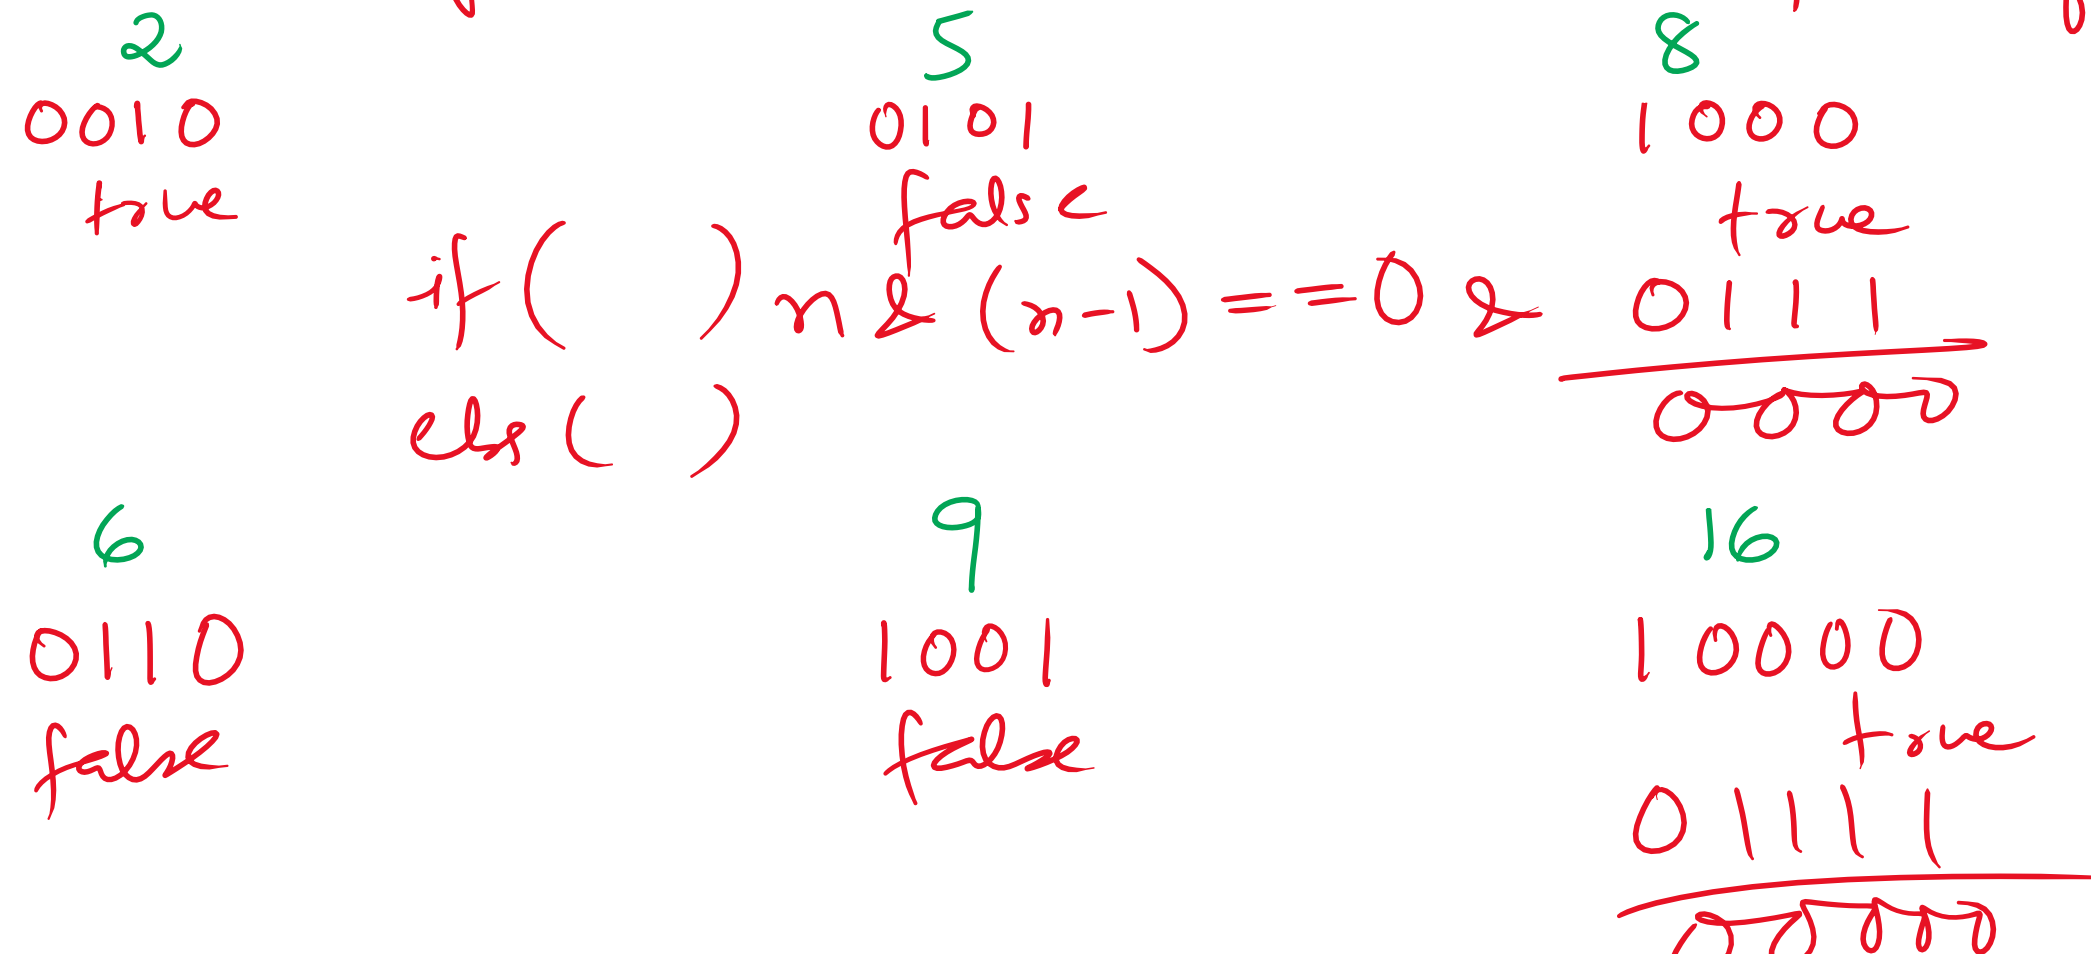 2 5 8
0010 0101 1000
true false true
if( ) n & (n-1) == 0 & 0111
0000
els( )
6 9 16
0110 1001 10000
false false true
01111
00000